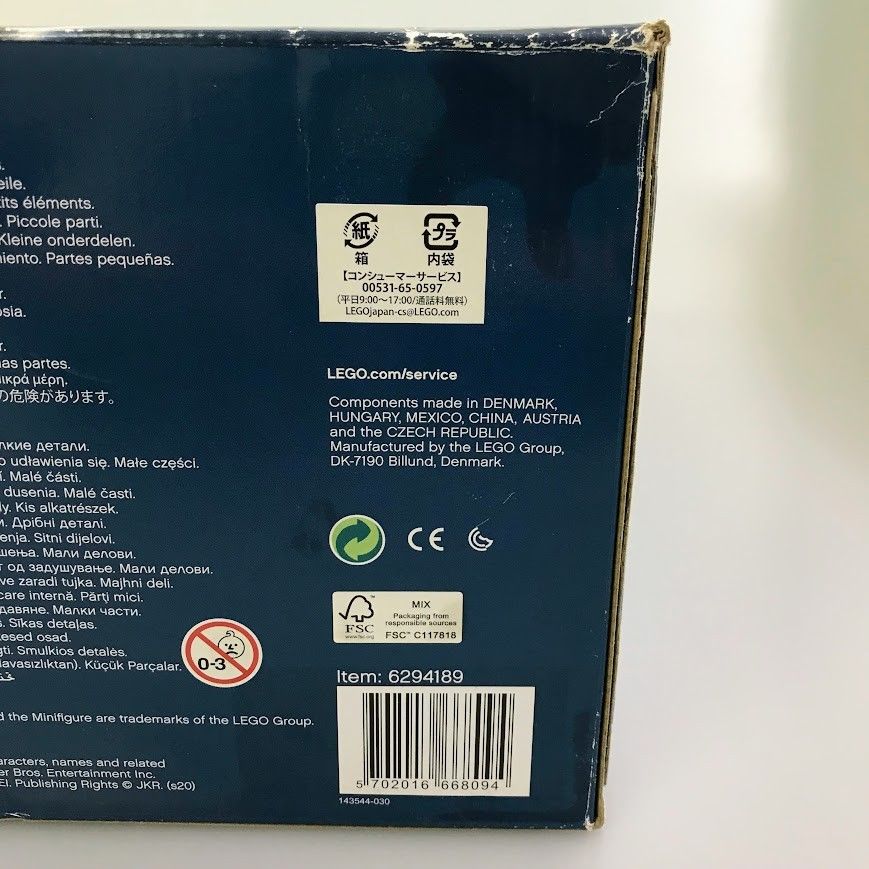 eile.
its éléments.
. Piccole parti.
Kleine onderdelen.
miento. Partes pequeñas.
r.
osia.
r.
nas partes.
ικρά μέρη.
の危険があります。
лкие детали.
o udławienia się. Małe części.
í. Malé části.
dusenia. Malé časti.
ly. Kis alkatrészek.
и. Дрібні деталі.
enja. Sitni dijelovi.
шења. Мали делови.
т од задушување. Мали делови.
ve zaradi tujka. Majhni deli.
care internă. Părţi mici.
давяне. Малки части.
s. Sīkas detaļas.
kesed osad.
gti. Smulkios detalės.
Havasızlıktan). Küçük Parçalar.
0-3
d the Minifigure are trademarks of the LEGO Group.
aracters, names and related
er Bros. Entertainment Inc.
EI. Publishing Rights © JKR. (s20)
紙 プラ
箱 内袋
【コンシューマーサービス】
00531-65-0597
(平日9:00～17:00/通話料無料)
LEGOjapan-cs@LEGO.com
LEGO.com/service
Components made in DENMARK,
HUNGARY, MEXICO, CHINA, AUSTRIA
and the CZECH REPUBLIC.
Manufactured by the LEGO Group,
DK-7190 Billund, Denmark.
CE
FSC
www.fsc.org
MIX
Packaging from
responsible sources
FSC™ C117818
Item: 6294189
5 702016 668094
143544-030